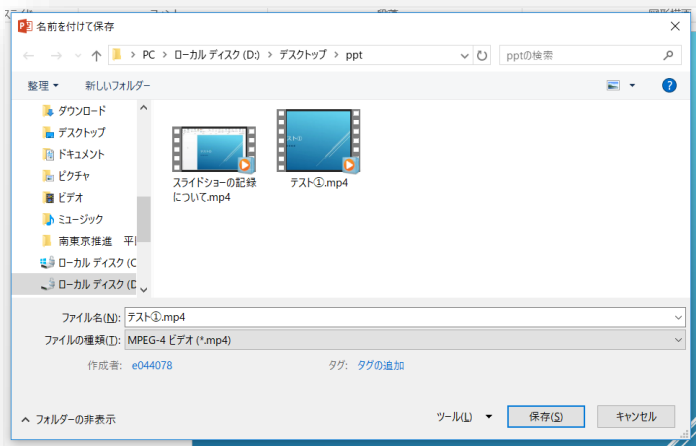 名前を付けて保存
PC > ローカル ディスク (D:) > デスクトップ > ppt
pptの検索
整理
新しいフォルダー
ダウンロード
デスクトップ
ドキュメント
ピクチャ
ビデオ
ミュージック
南東京推進
ローカル ディスク (C
ローカル ディスク (D
スライドショーの記録
について.mp4
テスト①.mp4
ファイル名(N): テスト①.mp4
ファイルの種類(T): MPEG-4 ビデオ (*.mp4)
作成者: e044078
タグ: タグの追加
フォルダーの非表示
ツール(L)
保存(S)
キャンセル